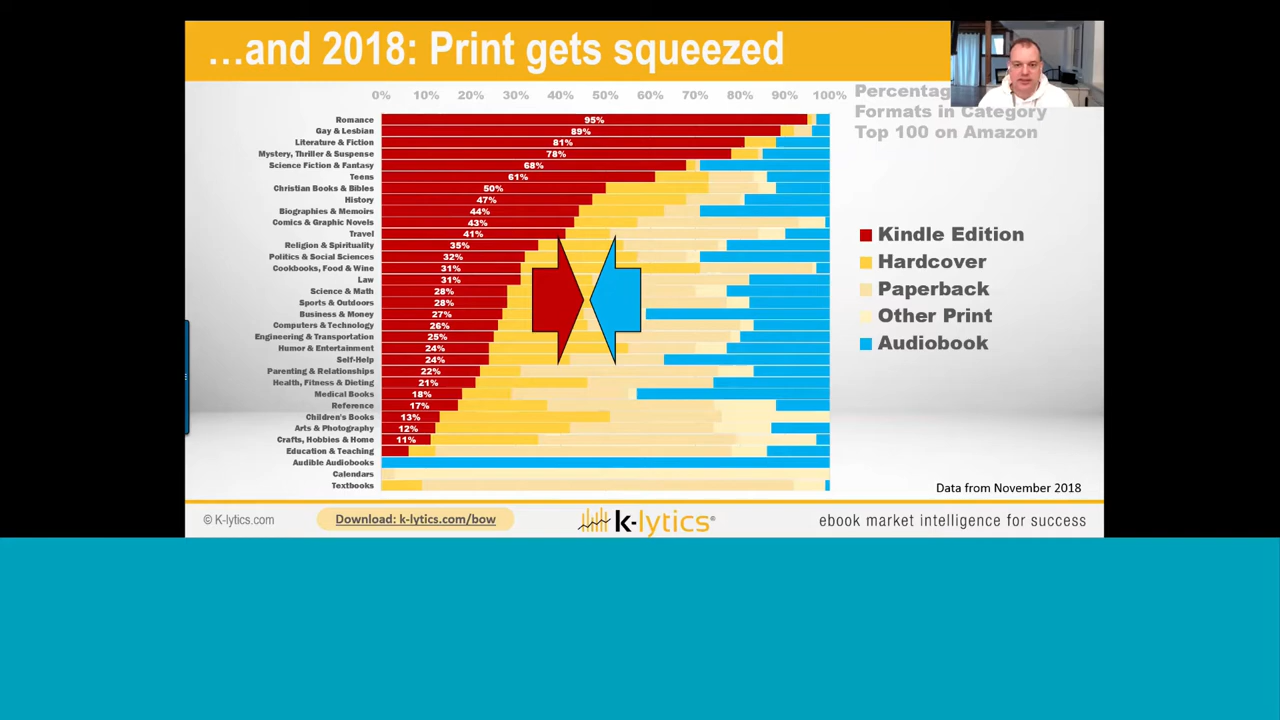 …and 2018: Print gets squeezed
0% 10% 20% 30% 40% 50% 60% 70% 80% 90% 100%
Formats in Category
Top 100 on Amazon
Romance 95%
Gay & Lesbian 89%
Literature & Fiction 81%
Mystery, Thriller & Suspense 78%
Science Fiction & Fantasy 68%
Teens 61%
Christian Books & Bibles 50%
History 47%
Biographies & Memoirs 44%
Comics & Graphic Novels 43%
Travel 41%
Religion & Spirituality 35%
Politics & Social Sciences 32%
Cookbooks, Food & Wine 31%
Law 31%
Science & Math 28%
Sports & Outdoors 28%
Business & Money 27%
Computers & Technology 26%
Engineering & Transportation 25%
Humor & Entertainment 24%
Self-Help 24%
Parenting & Relationships 22%
Health, Fitness & Dieting 21%
Medical Books 18%
Reference 17%
Children's Books 13%
Arts & Photography 12%
Crafts, Hobbies & Home 11%
Education & Teaching
Audible Audiobooks
Calendars
Textbooks
Kindle Edition
Hardcover
Paperback
Other Print
Audiobook
Data from November 2018
© K-lytics.com
Download: k-lytics.com/bow
k-lytics
ebook market intelligence for success